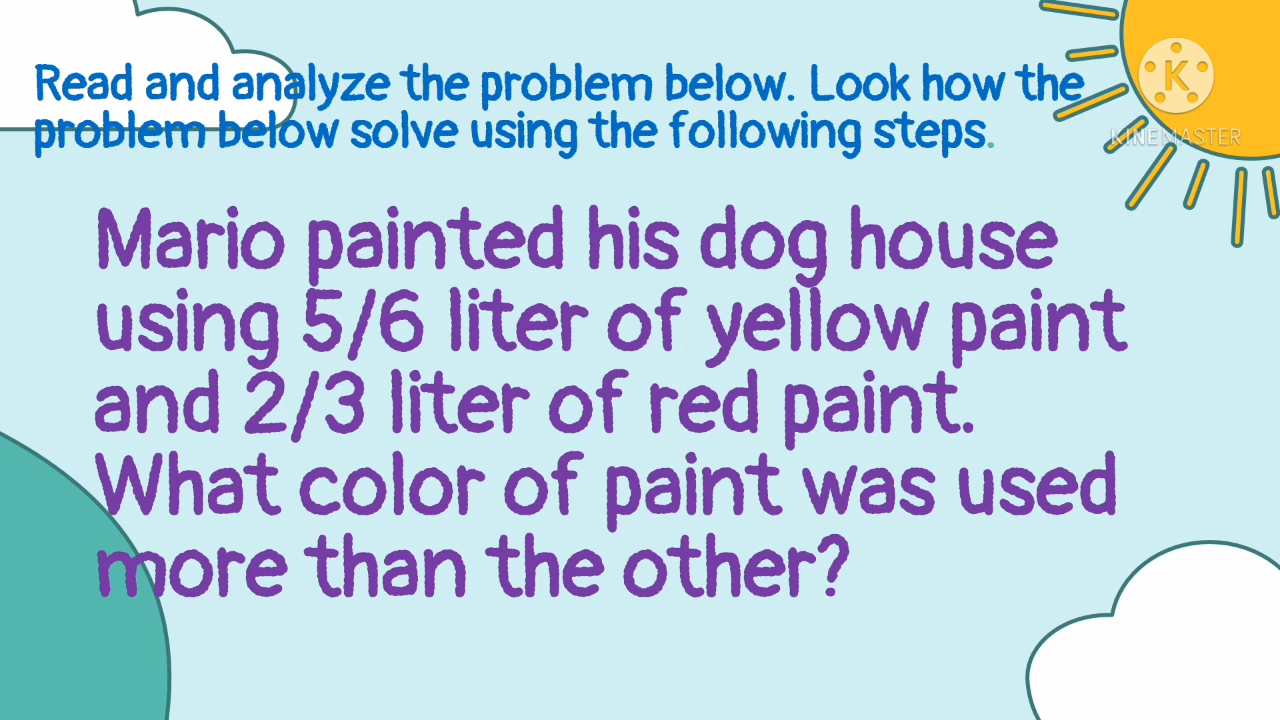 Read and analyze the problem below. Look how the
problem below solve using the following steps.
K
KINEMASTER
Mario painted his dog house
using 5/6 liter of yellow paint
and 2/3 liter of red paint.
What color of paint was used
more than the other?